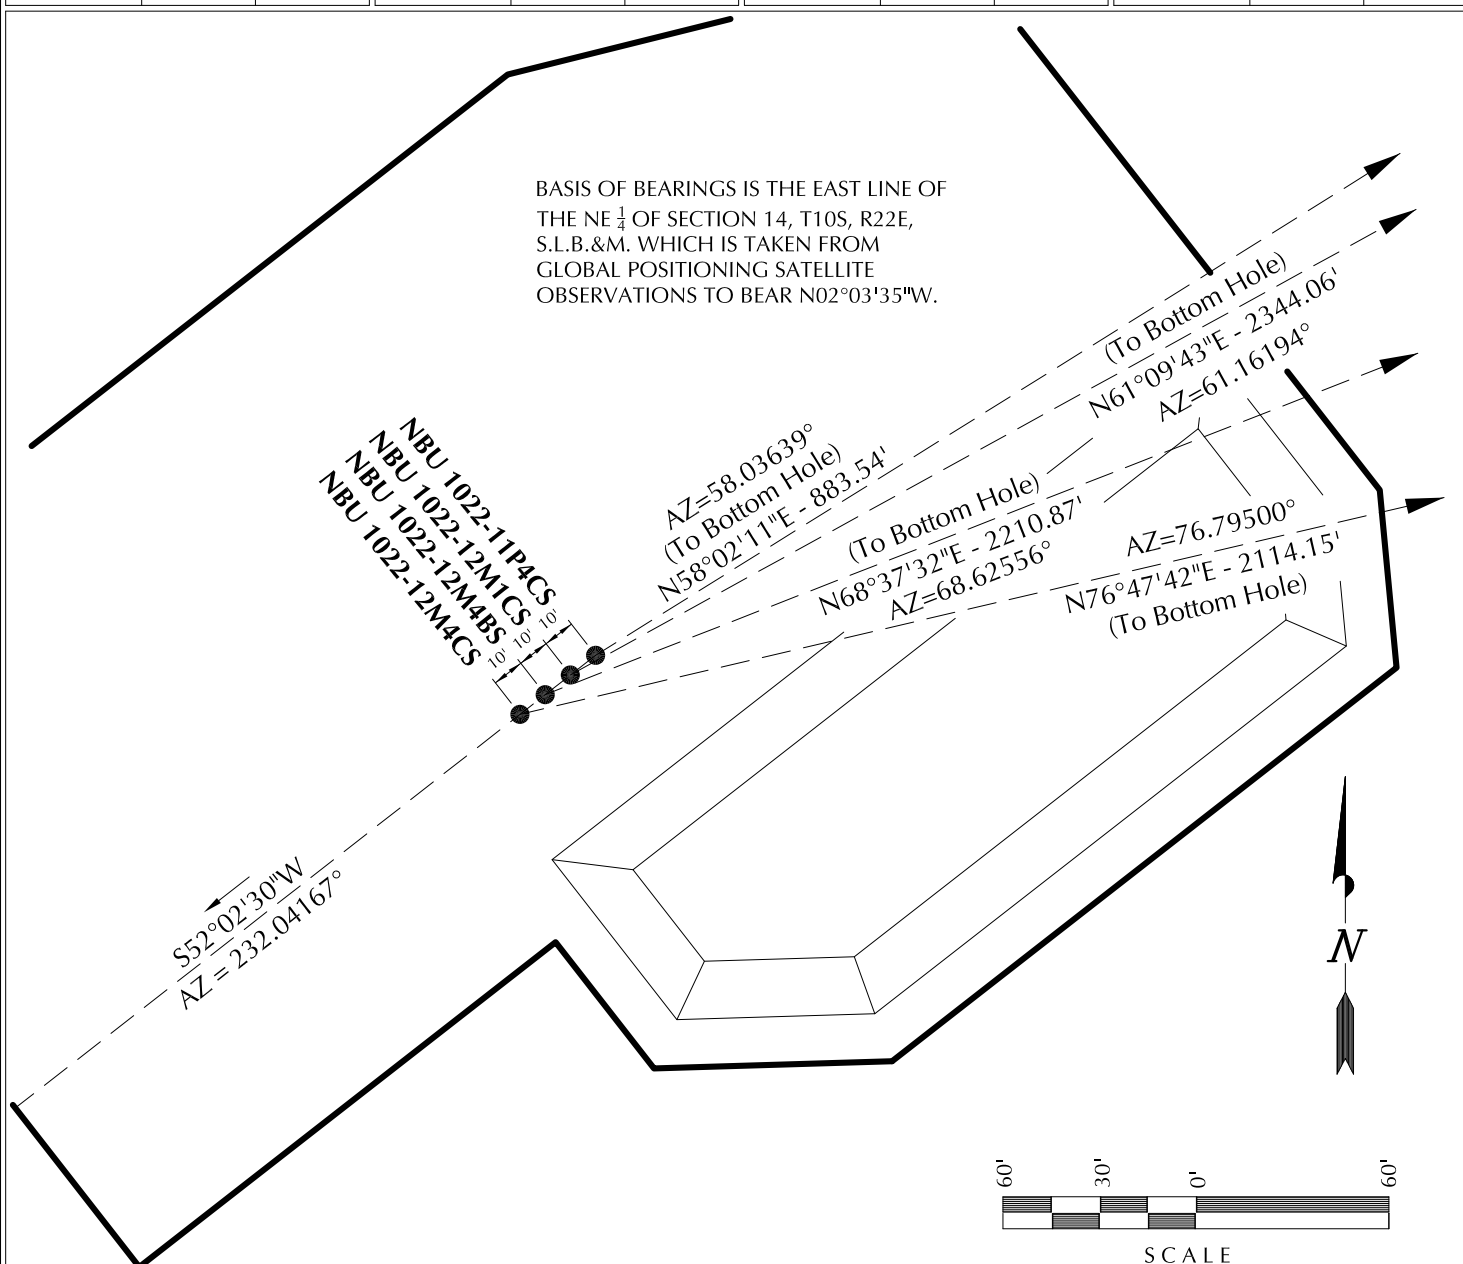 BASIS OF BEARINGS IS THE EAST LINE OF
THE NE 1/4 OF SECTION 14, T10S, R22E,
S.L.B.&M. WHICH IS TAKEN FROM
GLOBAL POSITIONING SATELLITE
OBSERVATIONS TO BEAR N02°03'35"W.
(To Bottom Hole)
N61°09'43"E - 2344.06'
AZ=61.16194°
AZ=58.03639°
(To Bottom Hole)
N58°02'11"E - 883.54'
(To Bottom Hole)
N68°37'32"E - 2210.87'
AZ=68.62556°
AZ=76.79500°
N76°47'42"E - 2114.15'
(To Bottom Hole)
NBU 1022-11P4CS
NBU 1022-12M1CS
NBU 1022-12M4BS
NBU 1022-12M4CS
10'
10'
10'
S52°02'30"W
AZ = 232.04167°
N
60'
30'
0'
60'
SCALE